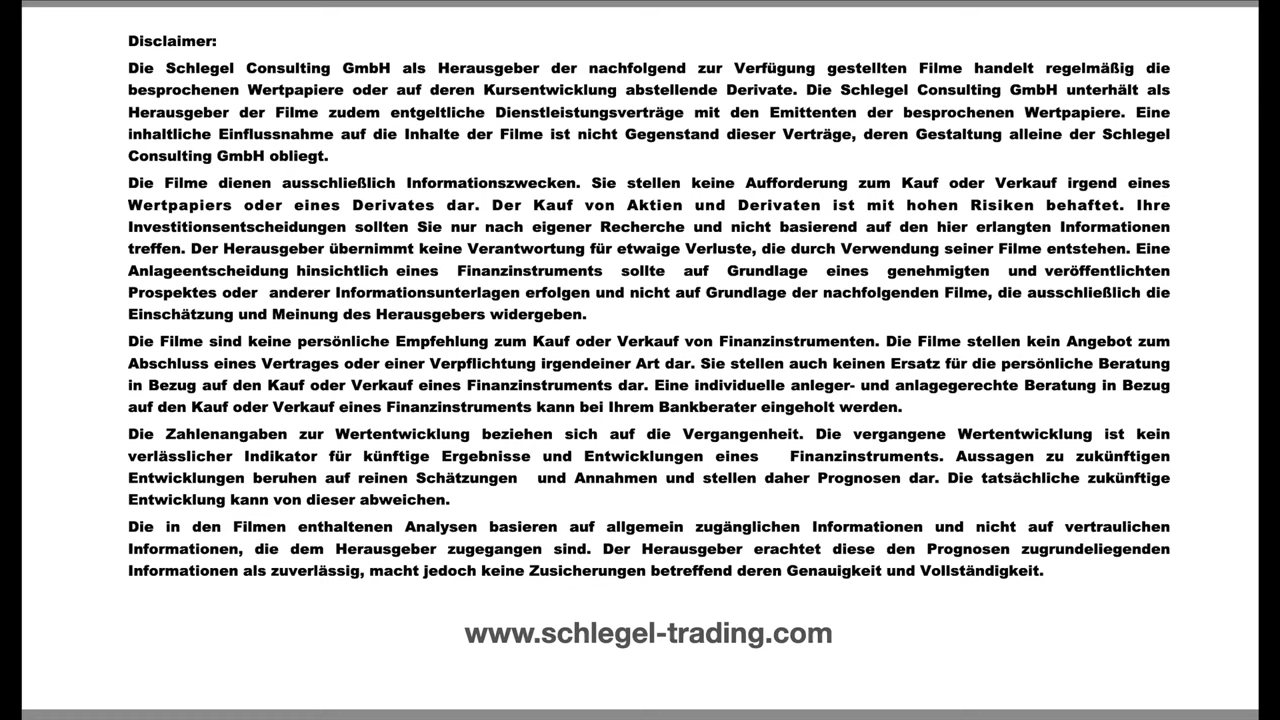 Disclaimer:
Die Schlegel Consulting GmbH als Herausgeber der nachfolgend zur Verfügung gestellten Filme handelt regelmäßig die
besprochenen Wertpapiere oder auf deren Kursentwicklung abstellende Derivate. Die Schlegel Consulting GmbH unterhält als
Herausgeber der Filme zudem entgeltliche Dienstleistungsverträge mit den Emittenten der besprochenen Wertpapiere. Eine
inhaltliche Einflussnahme auf die Inhalte der Filme ist nicht Gegenstand dieser Verträge, deren Gestaltung alleine der Schlegel
Consulting GmbH obliegt.
Die Filme dienen ausschließlich Informationszwecken. Sie stellen keine Aufforderung zum Kauf oder Verkauf irgend eines
Wertpapiers oder eines Derivates dar. Der Kauf von Aktien und Derivaten ist mit hohen Risiken behaftet. Ihre
Investitionsentscheidungen sollten Sie nur nach eigener Recherche und nicht basierend auf den hier erlangten Informationen
treffen. Der Herausgeber übernimmt keine Verantwortung für etwaige Verluste, die durch Verwendung seiner Filme entstehen. Eine
Anlageentscheidung hinsichtlich eines Finanzinstruments sollte auf Grundlage eines genehmigten und veröffentlichten
Prospektes oder anderer Informationsunterlagen erfolgen und nicht auf Grundlage der nachfolgenden Filme, die ausschließlich die
Einschätzung und Meinung des Herausgebers widergeben.
Die Filme sind keine persönliche Empfehlung zum Kauf oder Verkauf von Finanzinstrumenten. Die Filme stellen kein Angebot zum
Abschluss eines Vertrages oder einer Verpflichtung irgendeiner Art dar. Sie stellen auch keinen Ersatz für die persönliche Beratung
in Bezug auf den Kauf oder Verkauf eines Finanzinstruments dar. Eine individuelle anleger- und anlagegerechte Beratung in Bezug
auf den Kauf oder Verkauf eines Finanzinstruments kann bei Ihrem Bankberater eingeholt werden.
Die Zahlenangaben zur Wertentwicklung beziehen sich auf die Vergangenheit. Die vergangene Wertentwicklung ist kein
verlässlicher Indikator für künftige Ergebnisse und Entwicklungen eines Finanzinstruments. Aussagen zu zukünftigen
Entwicklungen beruhen auf reinen Schätzungen und Annahmen und stellen daher Prognosen dar. Die tatsächliche zukünftige
Entwicklung kann von dieser abweichen.
Die in den Filmen enthaltenen Analysen basieren auf allgemein zugänglichen Informationen und nicht auf vertraulichen
Informationen, die dem Herausgeber zugegangen sind. Der Herausgeber erachtet diese den Prognosen zugrundeliegenden
Informationen als zuverlässig, macht jedoch keine Zusicherungen betreffend deren Genauigkeit und Vollständigkeit.
www.schlegel-trading.com